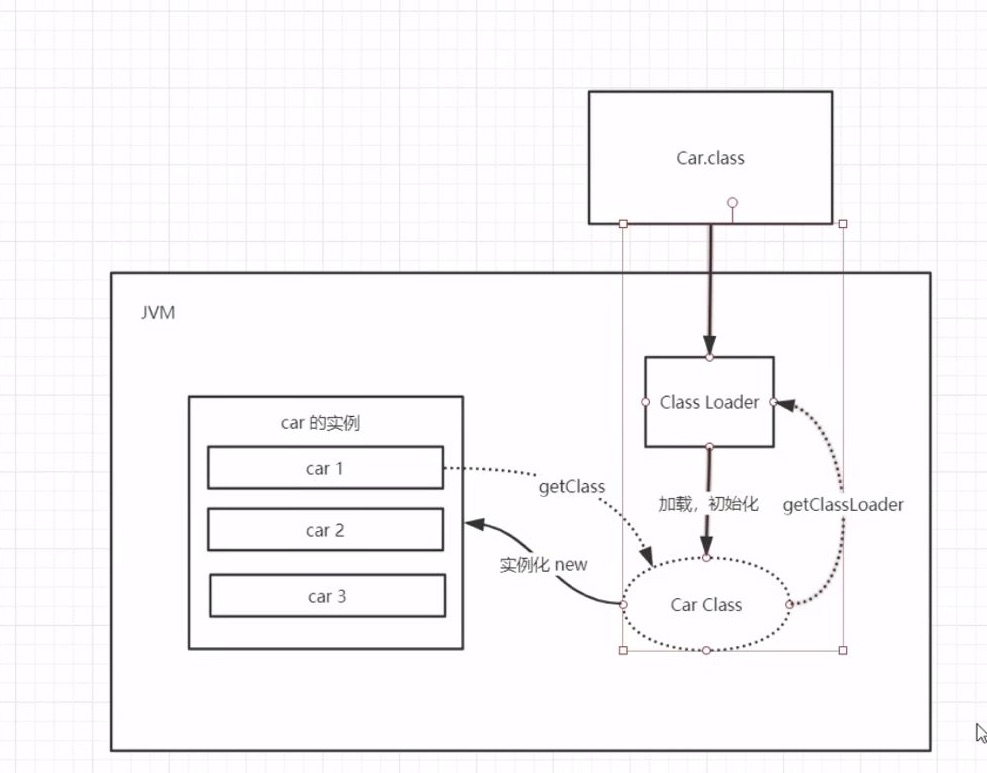 Car.class
JVM
Class Loader
car 的实例
car 1
getClass
加载，初始化
getClassLoader
car 2
实例化 new
car 3
Car Class